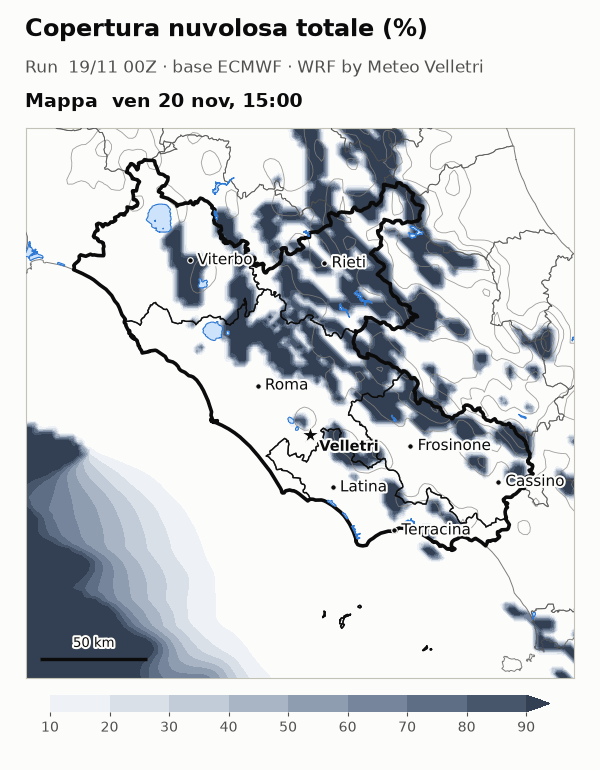 Copertura nuvolosa totale (%)
Run  19/11 00Z · base ECMWF · WRF by Meteo Velletri
Mappa  ven 20 nov, 15:00
Viterbo
Rieti
Roma
Velletri
Frosinone
Cassino
Latina
Terracina
50 km
10 20 30 40 50 60 70 80 90